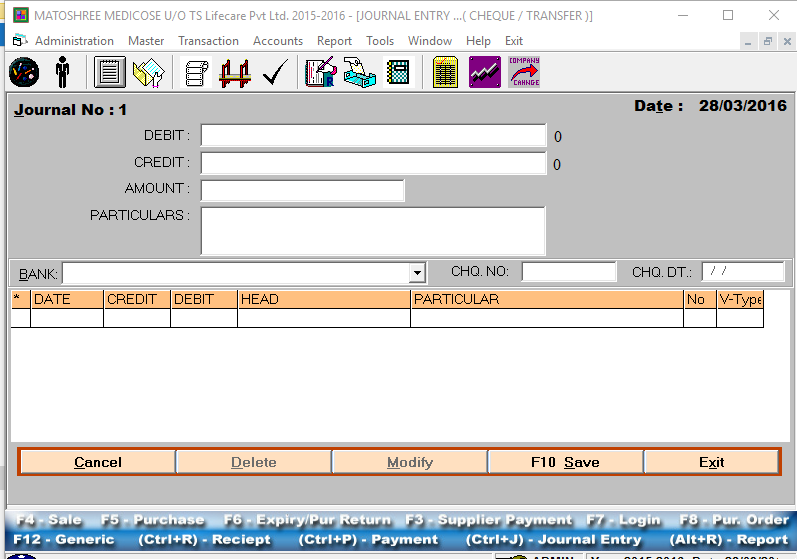 MATOSHREE MEDICOSE U/O TS Lifecare Pvt Ltd. 2015-2016 - [JOURNAL ENTRY ...( CHEQUE / TRANSFER )]
Administration Master Transaction Accounts Report Tools Window Help Exit
COMPANY
CHANGE
Journal No : 1 Date : 28/03/2016
DEBIT : 0
CREDIT : 0
AMOUNT :
PARTICULARS :
BANK: CHQ. NO: CHQ. DT.: / /
* DATE CREDIT DEBIT HEAD PARTICULAR No V-Type
Cancel Delete Modify F10 Save Exit
F4 - Sale F5 - Purchase F6 - Expiry/Pur Return F3 - Supplier Payment F7 - Login F8 - Pur. Order
F12 - Generic (Ctrl+R) - Reciept (Ctrl+P) - Payment (Ctrl+J) - Journal Entry (Alt+R) - Report